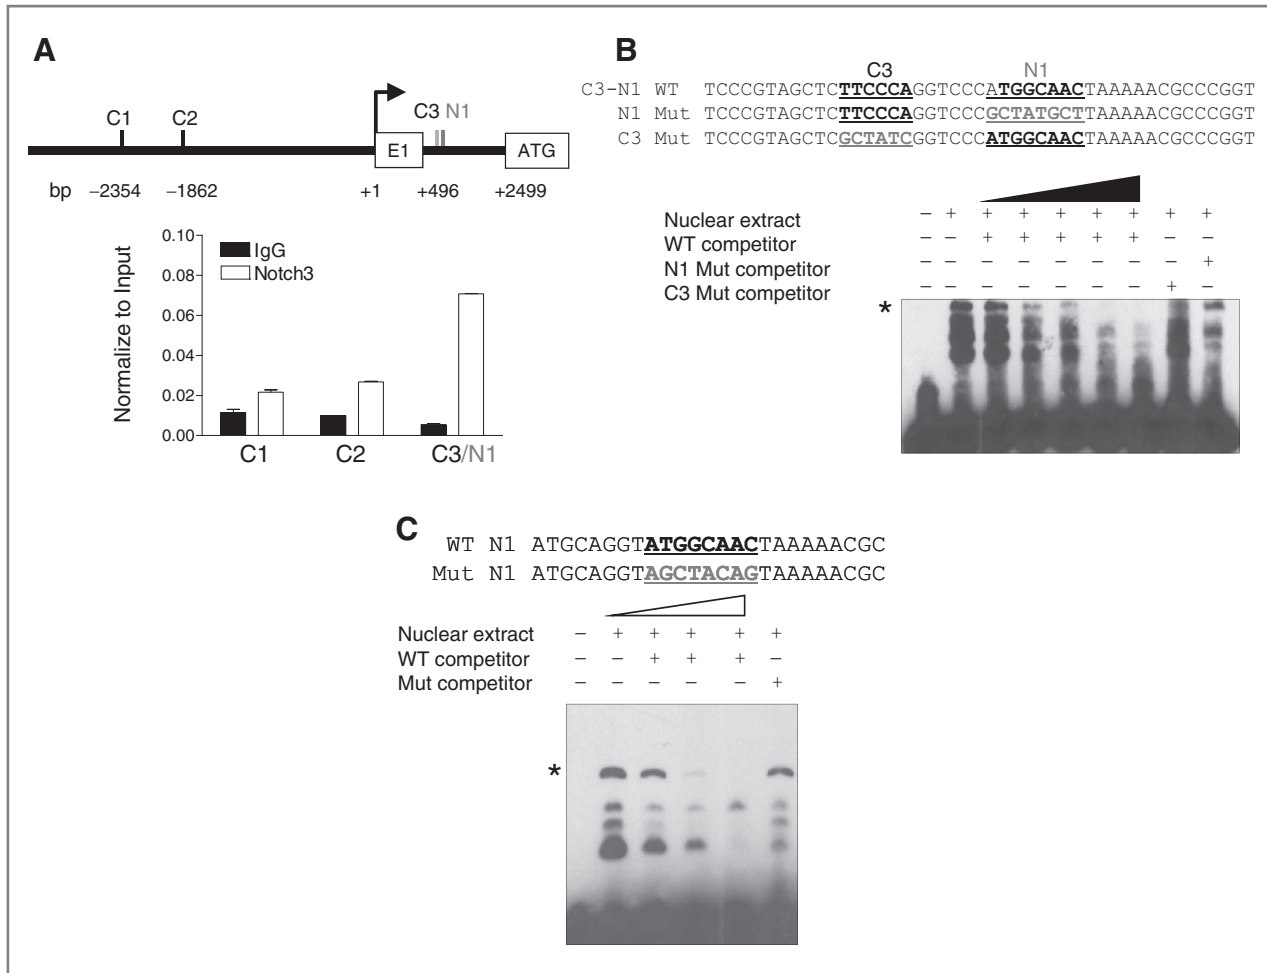 A
C1 C2 C3 N1
E1 ATG
bp −2354 −1862 +1 +496 +2499
0.10
0.08
0.06
0.04
0.02
0.00
Normalize to Input
IgG
Notch3
C1 C2 C3/N1
B
C3 N1
C3-N1 WT TCCCGTAGCTCTTCCCAGGTCCCATGGCAACTAAAAACGCCCGGT
N1 Mut TCCCGTAGCTCTTCCCAGGTCCCGCTATGCTTAAAAACGCCCGGT
C3 Mut TCCCGTAGCTCGCTATCGGTCCCATGGCAACTAAAAACGCCCGGT
Nuclear extract − + + + + + + + +
WT competitor − − + + + + + − −
N1 Mut competitor − − − − − − − − +
C3 Mut competitor − − − − − − − + −
*
C
WT N1 ATGCAGGTATGGCAACTAAAAACGC
Mut N1 ATGCAGGTAGCTACAGTAAAAACGC
Nuclear extract − + + + + +
WT competitor − − + + + −
Mut competitor − − − − − +
*